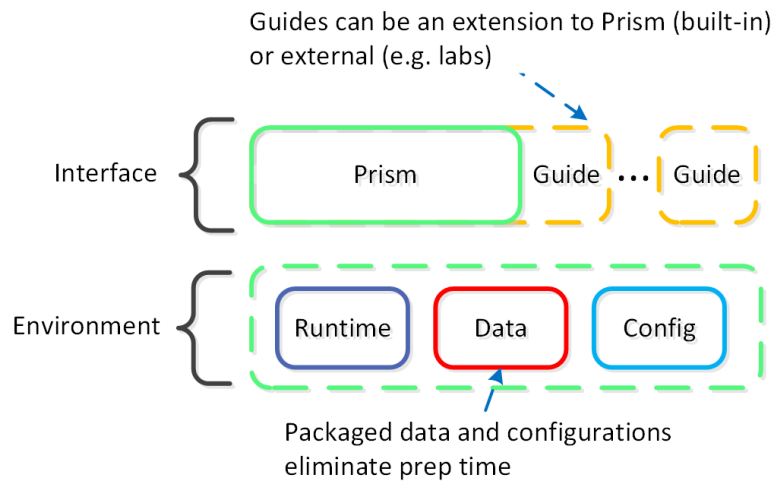 Guides can be an extension to Prism (built-in)
or external (e.g. labs)
Interface
Prism
Guide
...
Guide
Environment
Runtime
Data
Config
Packaged data and configurations
eliminate prep time